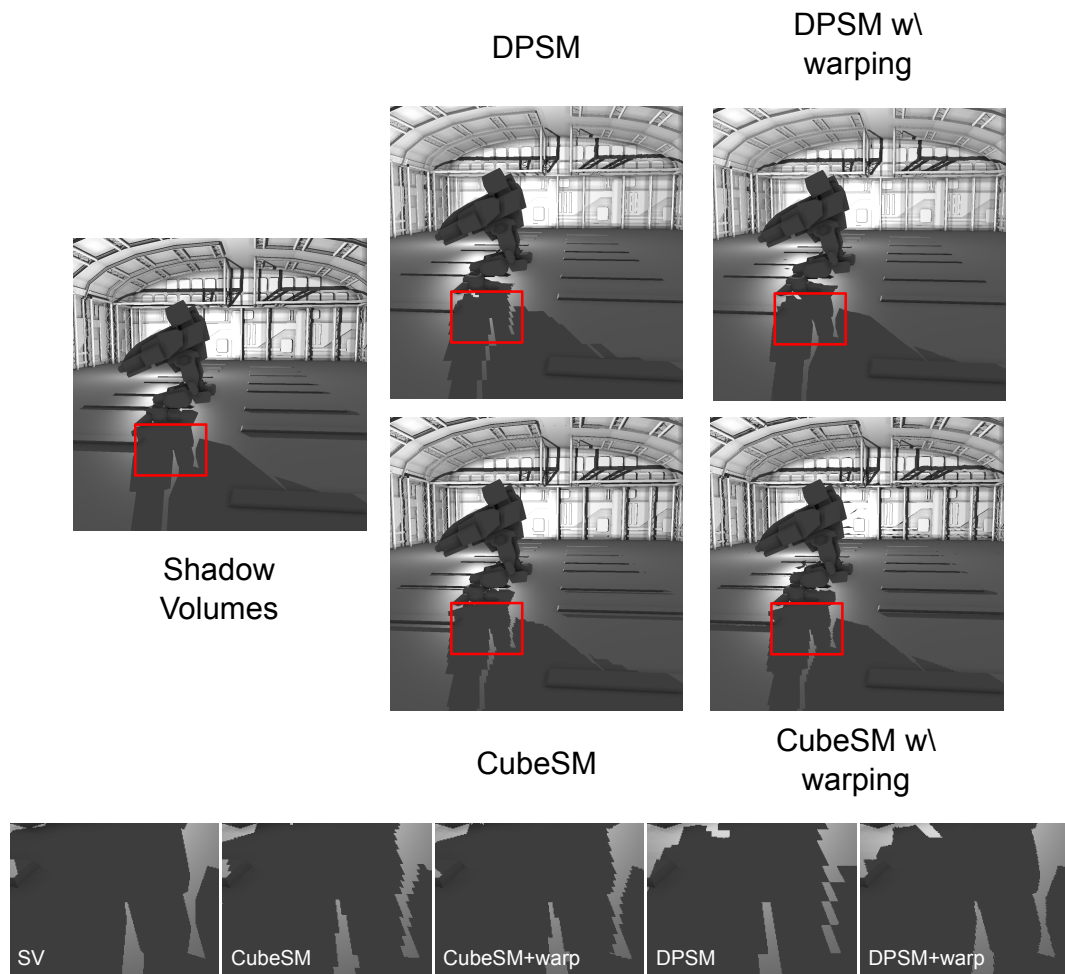 DPSM
DPSM w\
warping
Shadow
Volumes
CubeSM
CubeSM w\
warping
SV
CubeSM
CubeSM+warp
DPSM
DPSM+warp